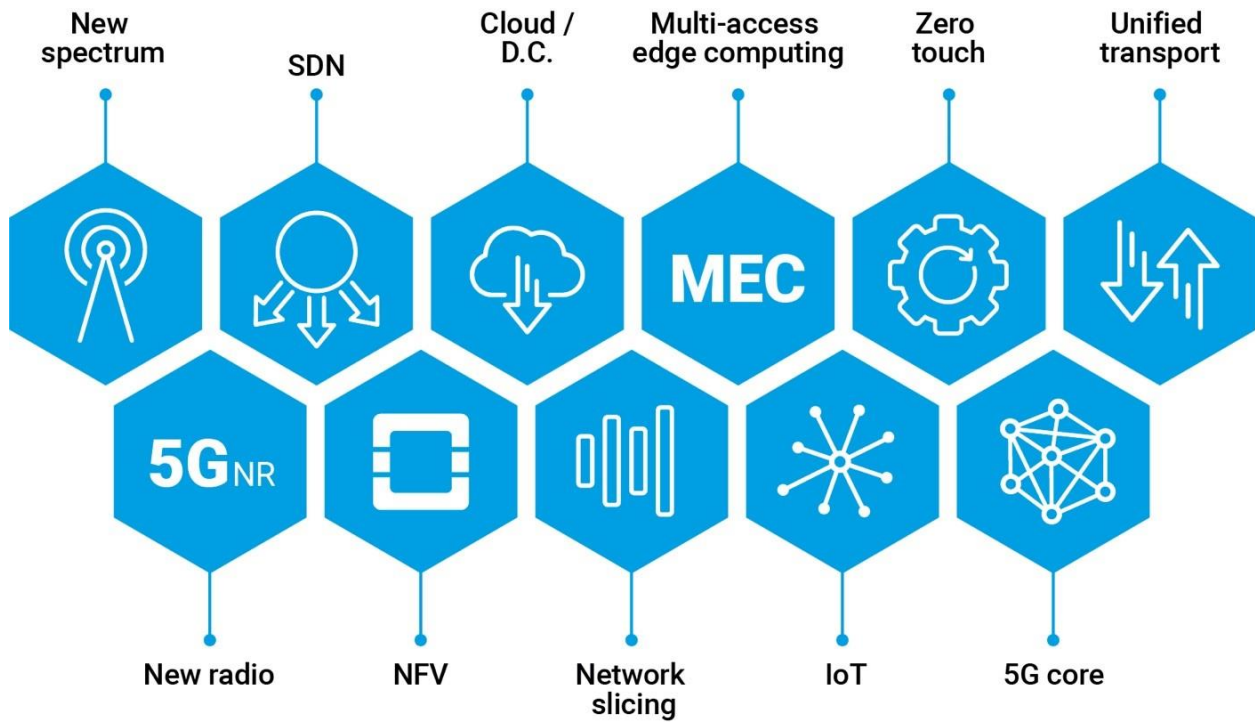 New
spectrum
SDN
Cloud /
D.C.
Multi-access
edge computing
Zero
touch
Unified
transport
MEC
5GNR
New radio
NFV
Network
slicing
IoT
5G core